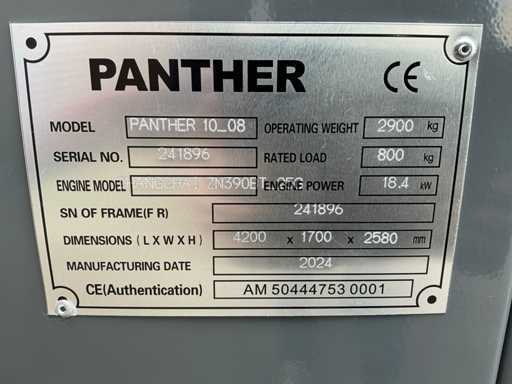 PANTHER CE
MODEL PANTHER 10_08 OPERATING WEIGHT 2900 kg
SERIAL NO. 241896 RATED LOAD 800 kg
ENGINE MODEL ZN390ET ENGINE POWER 18.4 kW
SN OF FRAME(F R) 241896
DIMENSIONS (L X W X H) 4200 x 1700 x 2580 mm
MANUFACTURING DATE 2024
CE(Authentication) AM 50444753 0001